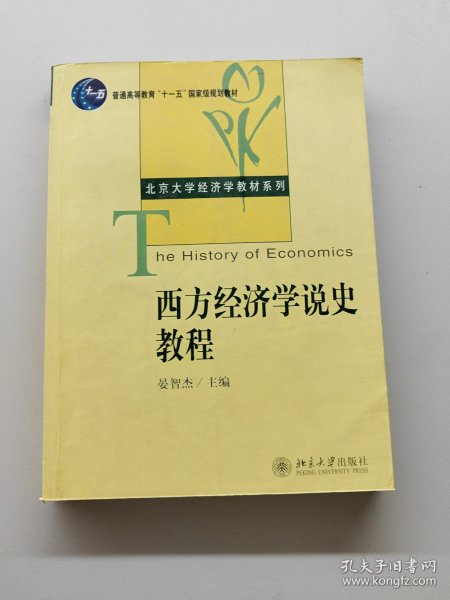 十一五
普通高等教育“十一五”国家级规划教材
北京大学经济学教材系列
The History of Economics
西方经济学说史
教程
晏智杰/主编
北京大学出版社
PEKING UNIVERSITY PRESS
孔夫子旧书网
www.kongfz.com